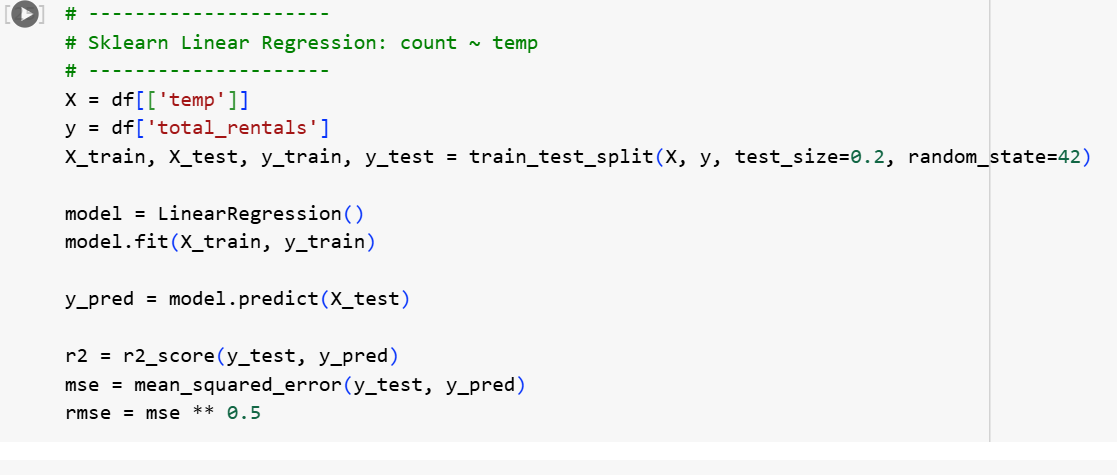 # ---------------------
# Sklearn Linear Regression: count ~ temp
# ---------------------
X = df[['temp']]
y = df['total_rentals']
X_train, X_test, y_train, y_test = train_test_split(X, y, test_size=0.2, random_state=42)
model = LinearRegression()
model.fit(X_train, y_train)
y_pred = model.predict(X_test)
r2 = r2_score(y_test, y_pred)
mse = mean_squared_error(y_test, y_pred)
rmse = mse ** 0.5